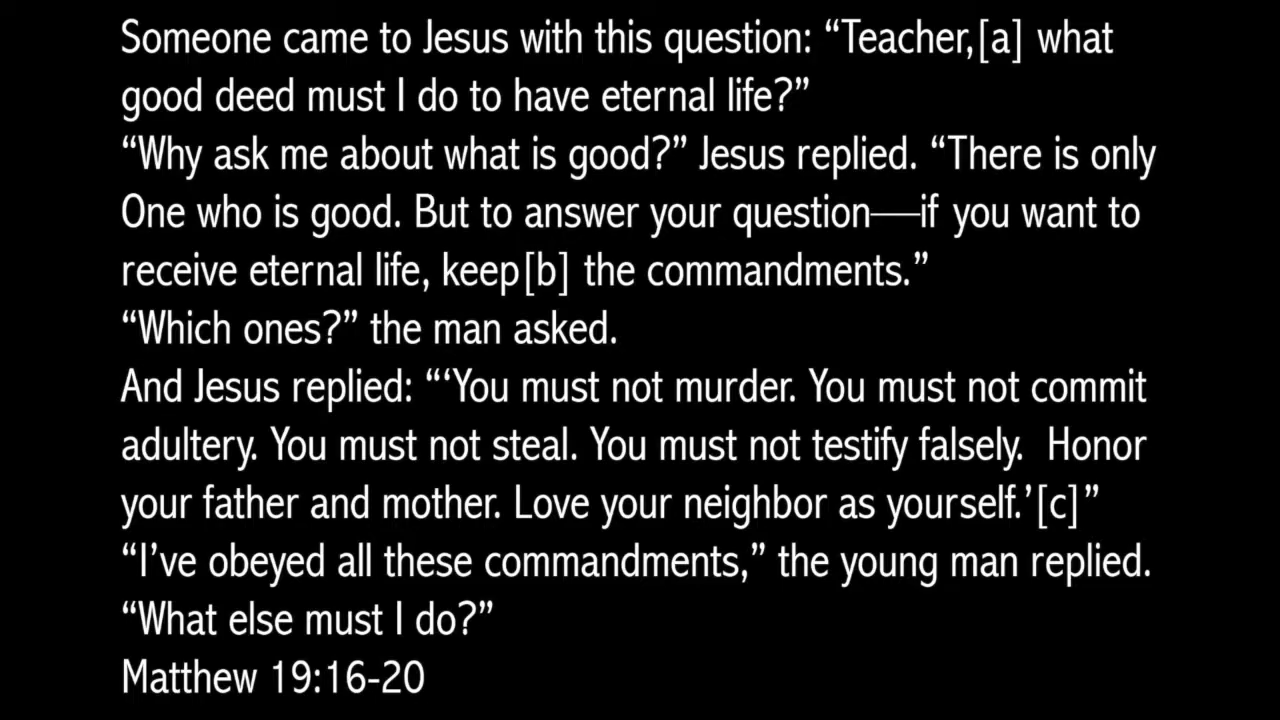 Someone came to Jesus with this question: “Teacher,[a] what
good deed must I do to have eternal life?”
“Why ask me about what is good?” Jesus replied. “There is only
One who is good. But to answer your question—if you want to
receive eternal life, keep[b] the commandments.”
“Which ones?” the man asked.
And Jesus replied: “‘You must not murder. You must not commit
adultery. You must not steal. You must not testify falsely.  Honor
your father and mother. Love your neighbor as yourself.’[c]”
“I’ve obeyed all these commandments,” the young man replied.
“What else must I do?”
Matthew 19:16-20